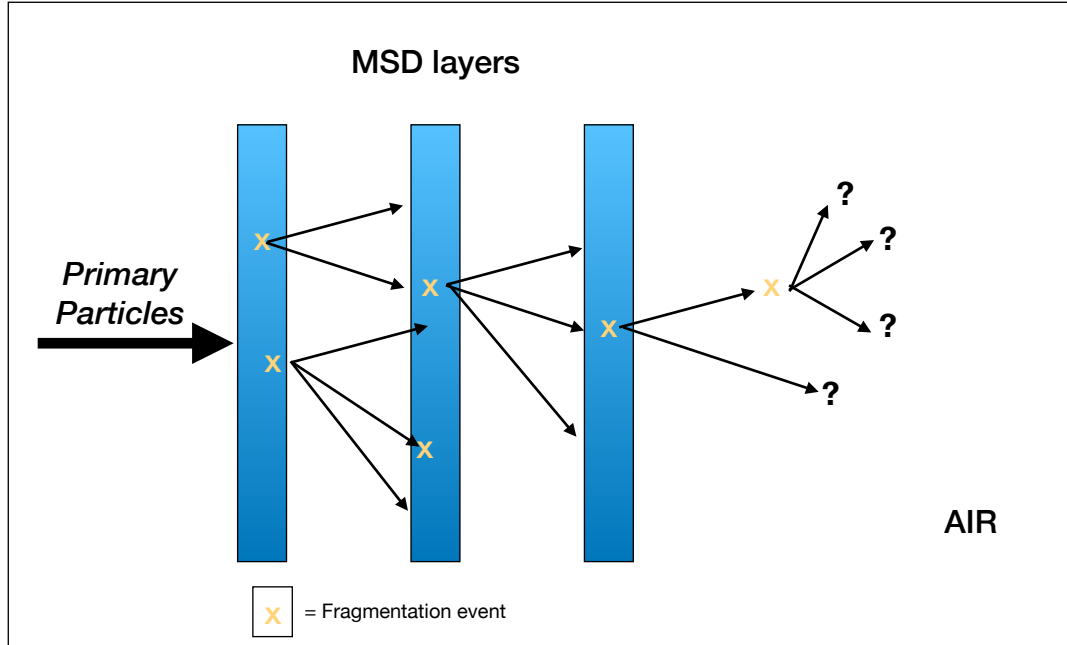 MSD layers
X
Primary
Particles
X
X
X
X
X
?
?
?
?
AIR
X = Fragmentation event